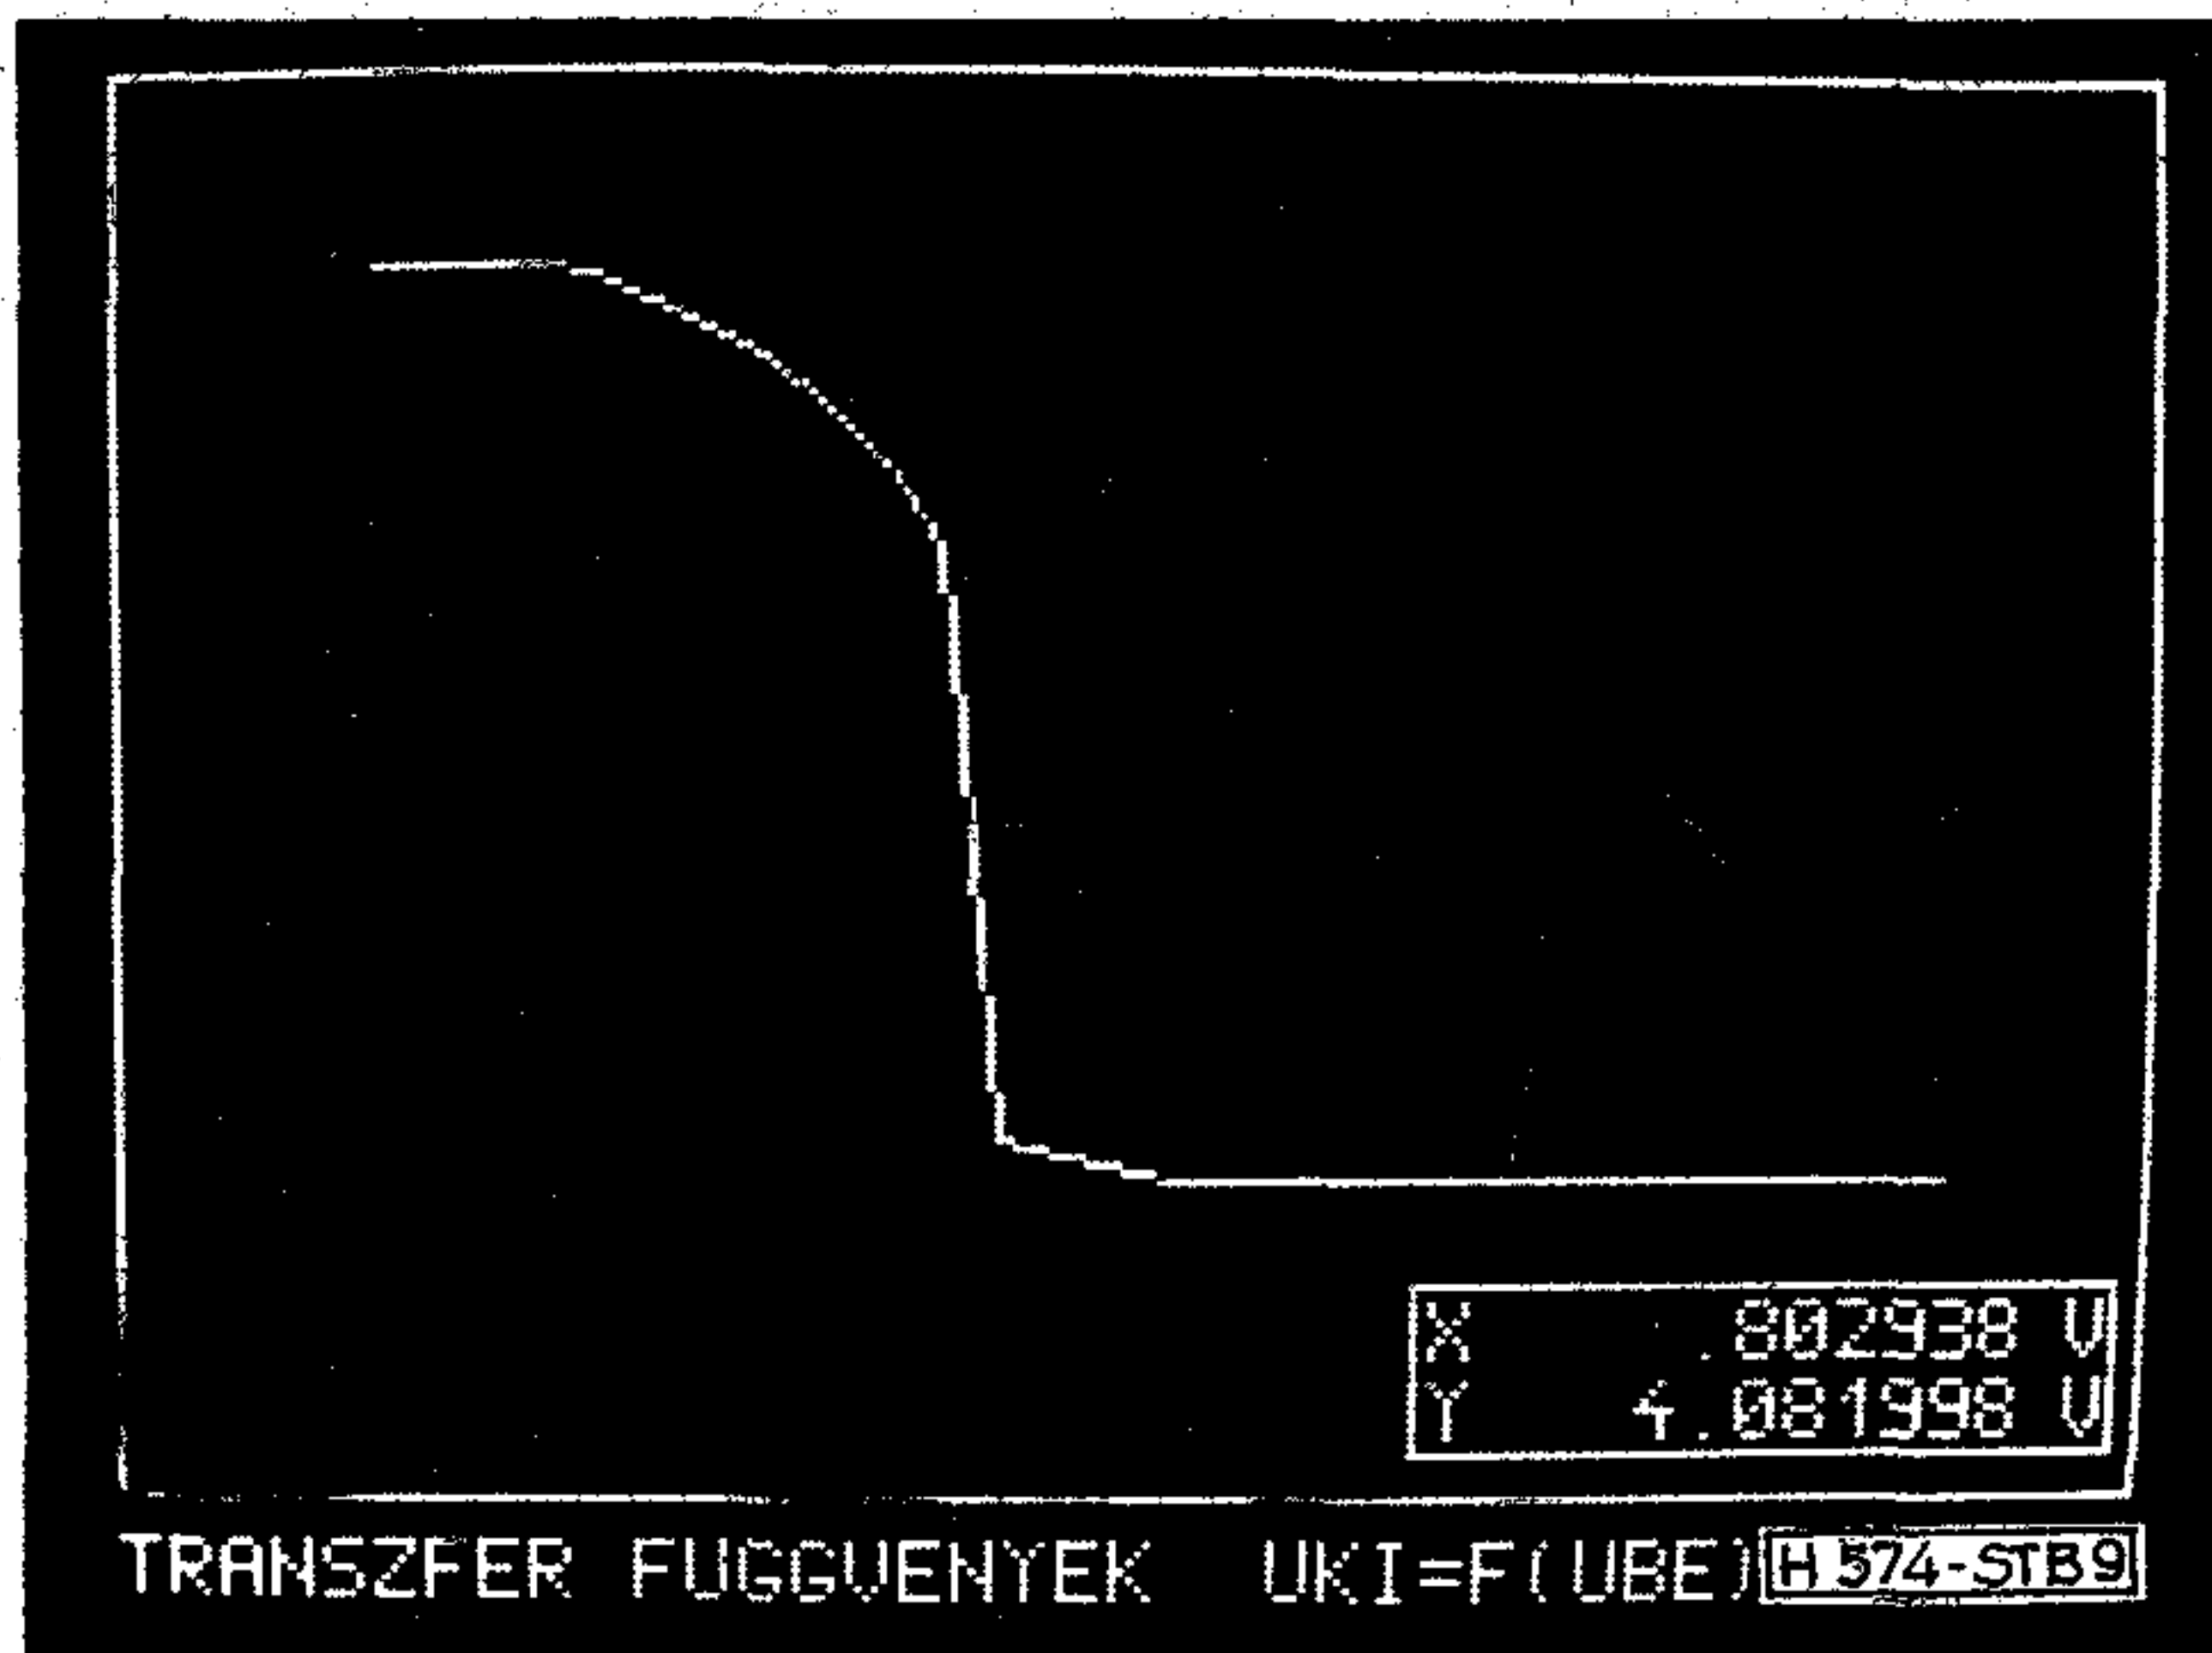 X .802938 V
Y 4.081998 V
TRANSZFER FUGGVENYEK UKI=F(UBE) H 574-STB9